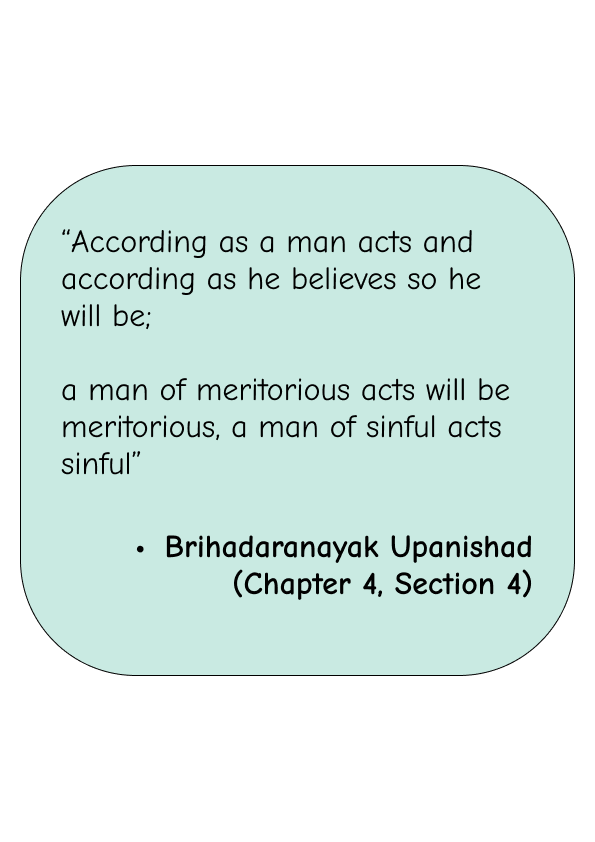 “According as a man acts and
according as he believes so he
will be;
a man of meritorious acts will be
meritorious, a man of sinful acts
sinful”
• Brihadaranayak Upanishad
(Chapter 4, Section 4)